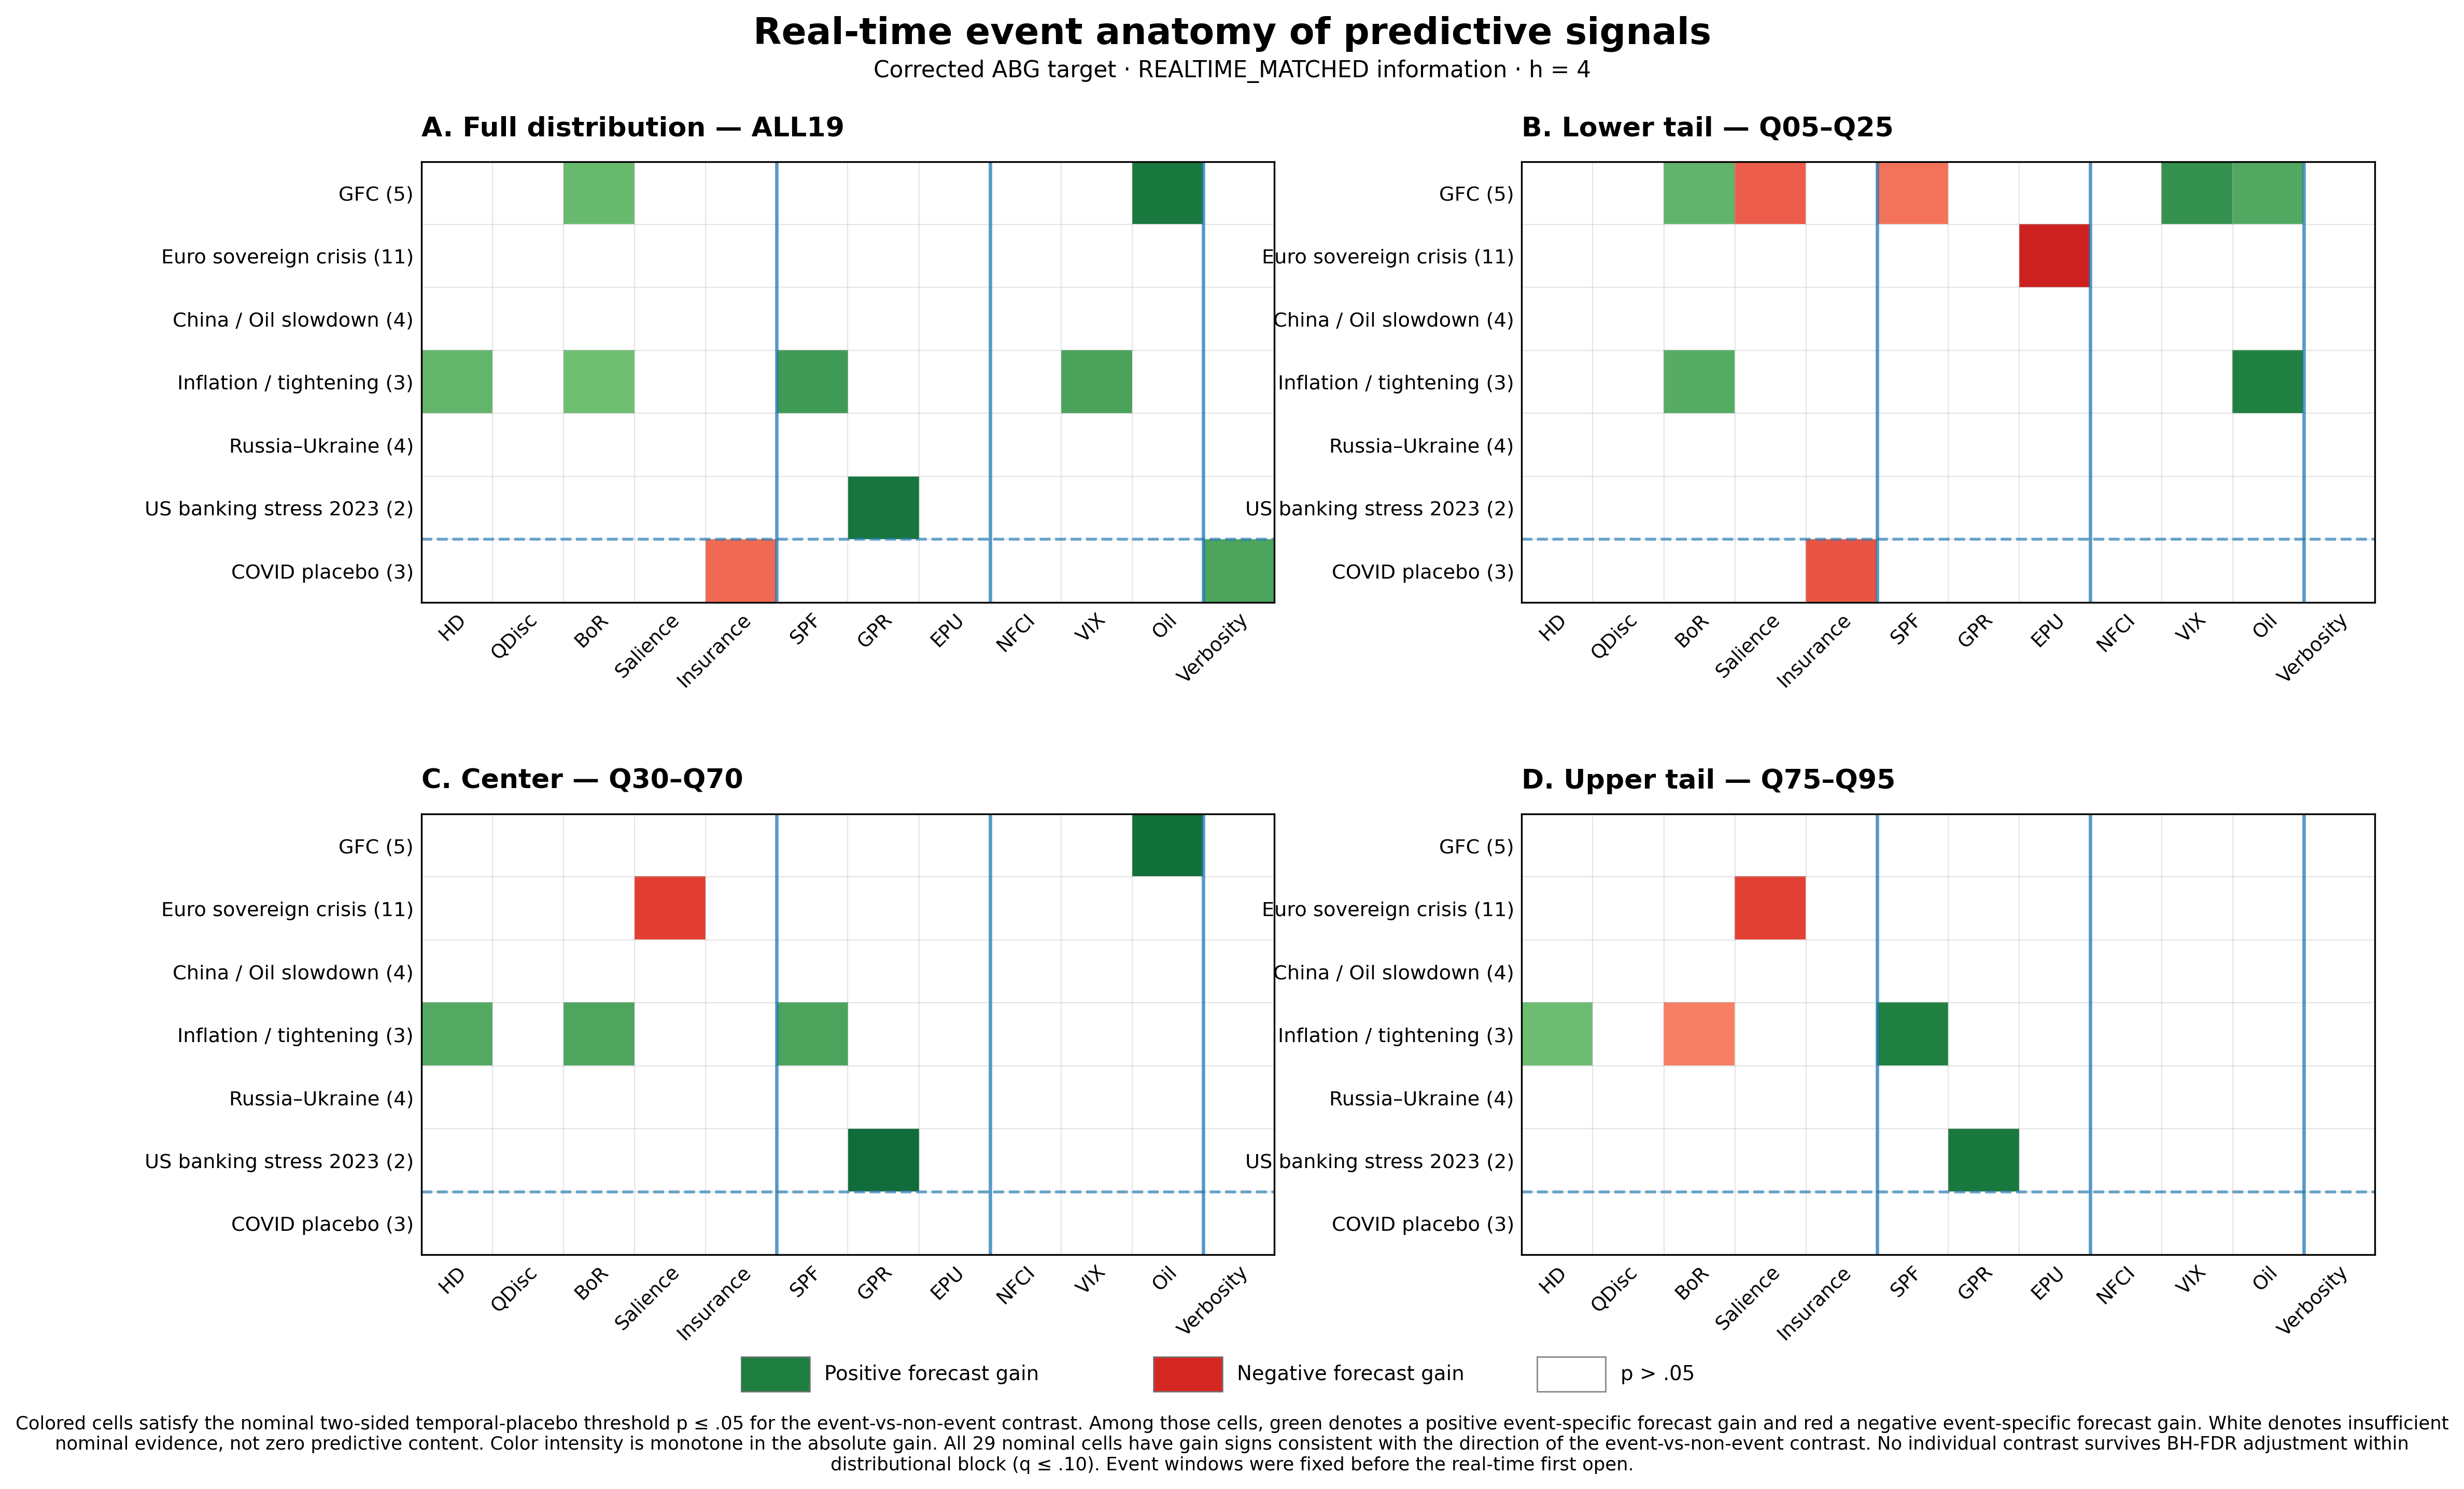 Real-time event anatomy of predictive signals
Corrected ABG target · REALTIME_MATCHED information · h = 4
A. Full distribution — ALL19
GFC (5)
Euro sovereign crisis (11)
China / Oil slowdown (4)
Inflation / tightening (3)
Russia–Ukraine (4)
US banking stress 2023 (2)
COVID placebo (3)
HD
QDisc
BoR
Salience
Insurance
SPF
GPR
EPU
NFCI
VIX
Oil
Verbosity
B. Lower tail — Q05–Q25
GFC (5)
Euro sovereign crisis (11)
China / Oil slowdown (4)
Inflation / tightening (3)
Russia–Ukraine (4)
US banking stress 2023 (2)
COVID placebo (3)
HD
QDisc
BoR
Salience
Insurance
SPF
GPR
EPU
NFCI
VIX
Oil
Verbosity
C. Center — Q30–Q70
GFC (5)
Euro sovereign crisis (11)
China / Oil slowdown (4)
Inflation / tightening (3)
Russia–Ukraine (4)
US banking stress 2023 (2)
COVID placebo (3)
HD
QDisc
BoR
Salience
Insurance
SPF
GPR
EPU
NFCI
VIX
Oil
Verbosity
D. Upper tail — Q75–Q95
GFC (5)
Euro sovereign crisis (11)
China / Oil slowdown (4)
Inflation / tightening (3)
Russia–Ukraine (4)
US banking stress 2023 (2)
COVID placebo (3)
HD
QDisc
BoR
Salience
Insurance
SPF
GPR
EPU
NFCI
VIX
Oil
Verbosity
Positive forecast gain
Negative forecast gain
p > .05
Colored cells satisfy the nominal two-sided temporal-placebo threshold p ≤ .05 for the event-vs-non-event contrast. Among those cells, green denotes a positive event-specific forecast gain and red a negative event-specific forecast gain. White denotes insufficient
nominal evidence, not zero predictive content. Color intensity is monotone in the absolute gain. All 29 nominal cells have gain signs consistent with the direction of the event-vs-non-event contrast. No individual contrast survives BH-FDR adjustment within
distributional block (q ≤ .10). Event windows were fixed before the real-time first open.